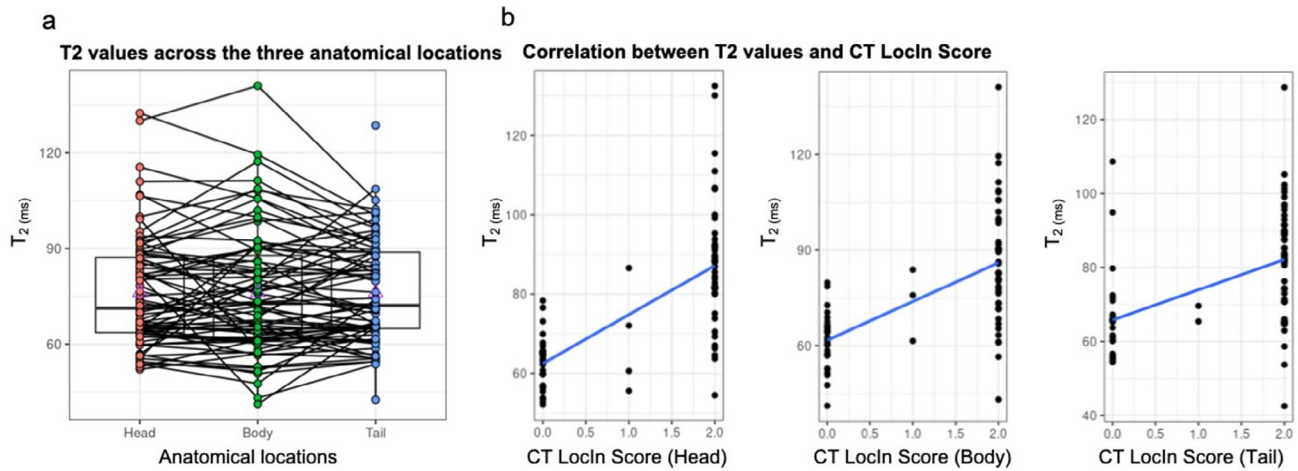 a
T2 values across the three anatomical locations
T2 (ms)
120
90
60
Head Body Tail
Anatomical locations
b
Correlation between T2 values and CT LocIn Score
T2 (ms)
120
100
80
60
0.0 0.5 1.0 1.5 2.0
CT LocIn Score (Head)
T2 (ms)
120
90
60
0.0 0.5 1.0 1.5 2.0
CT LocIn Score (Body)
T2 (ms)
120
100
80
60
40
0.0 0.5 1.0 1.5 2.0
CT LocIn Score (Tail)